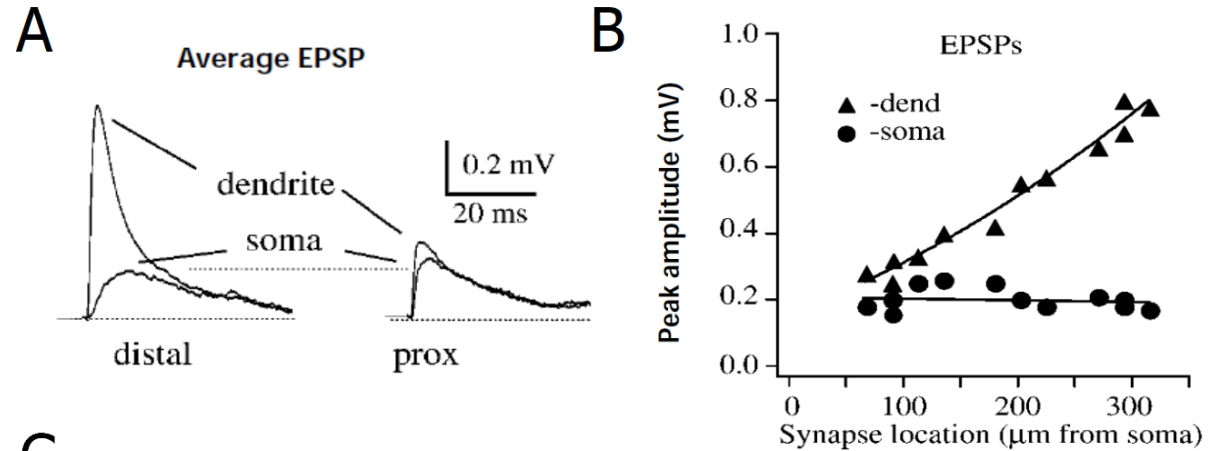 A
Average EPSP
dendrite
soma
0.2 mV
20 ms
distal
prox
B
EPSPs
-dend
-soma
Peak amplitude (mV)
1.0
0.8
0.6
0.4
0.2
0.0
0 100 200 300
Synapse location (μm from soma)